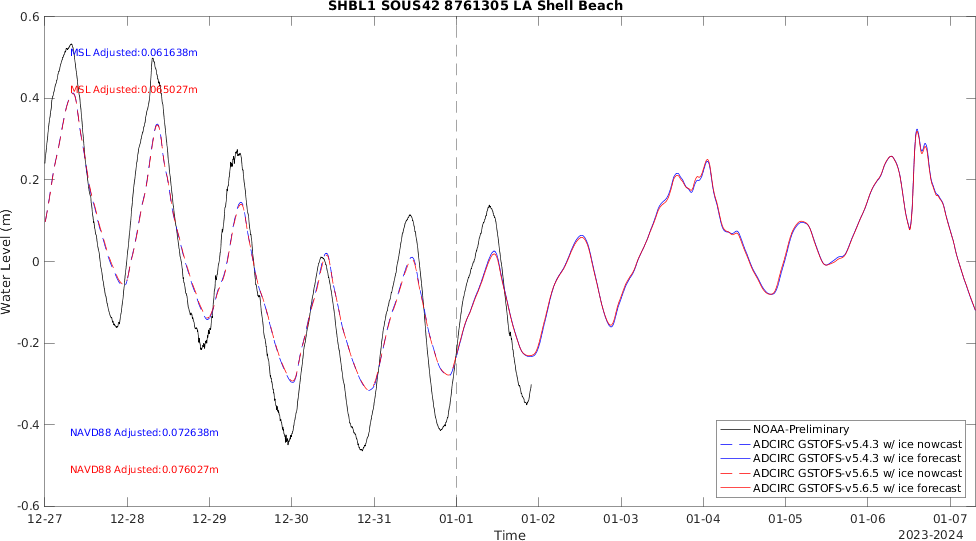 SHBL1 SOUS42 8761305 LA Shell Beach
0.6
0.4
0.2
0
-0.2
-0.4
-0.6
Water Level (m)
MSL Adjusted:0.061638m
MSL Adjusted:0.065027m
NAVD88 Adjusted:0.072638m
NAVD88 Adjusted:0.076027m
NOAA-Preliminary
ADCIRC GSTOFS-v5.4.3 w/ ice nowcast
ADCIRC GSTOFS-v5.4.3 w/ ice forecast
ADCIRC GSTOFS-v5.6.5 w/ ice nowcast
ADCIRC GSTOFS-v5.6.5 w/ ice forecast
12-27 12-28 12-29 12-30 12-31 01-01 01-02 01-03 01-04 01-05 01-06 01-07
Time
2023-2024